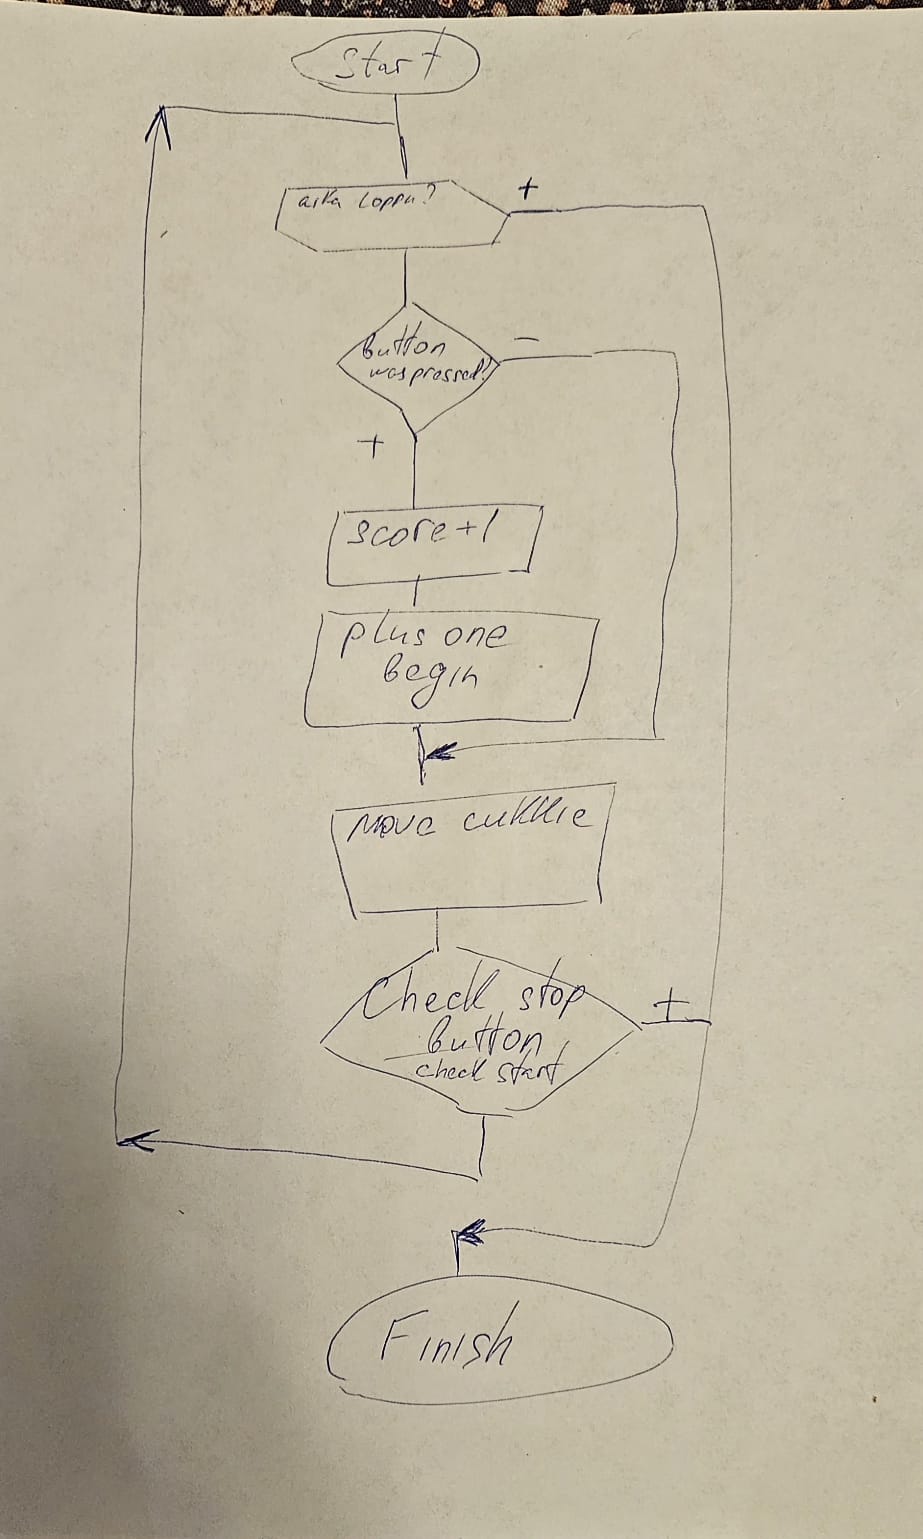 Start
aika loppu?
+
button
was pressed?
-
+
score+1
plus one
begin
move cukkie
Check stop
button
check start
+
Finish